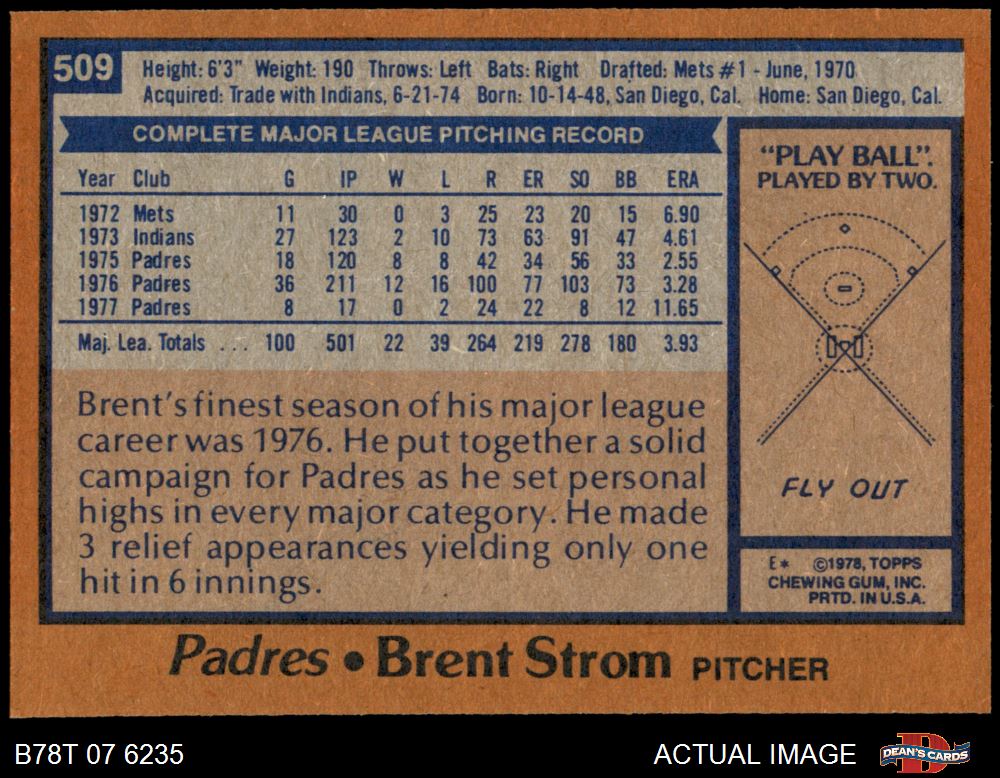 509
Height: 6'3" Weight: 190 Throws: Left Bats: Right Drafted: Mets #1 - June, 1970
Acquired: Trade with Indians, 6-21-74 Born: 10-14-48, San Diego, Cal. Home: San Diego, Cal.
COMPLETE MAJOR LEAGUE PITCHING RECORD
Year Club G IP W L R ER SO BB ERA
1972 Mets 11 30 0 3 25 23 20 15 6.90
1973 Indians 27 123 2 10 73 63 91 47 4.61
1975 Padres 18 120 8 8 42 34 56 33 2.55
1976 Padres 36 211 12 16 100 77 103 73 3.28
1977 Padres 8 17 0 2 24 22 8 12 11.65
Maj. Lea. Totals ... 100 501 22 39 264 219 278 180 3.93
Brent's finest season of his major league
career was 1976. He put together a solid
campaign for Padres as he set personal
highs in every major category. He made
3 relief appearances yielding only one
hit in 6 innings.
"PLAY BALL".
PLAYED BY TWO.
FLY OUT
E* ©1978, TOPPS
CHEWING GUM, INC.
PRTD. IN U.S.A.
Padres • Brent Strom PITCHER
B78T 07 6235
ACTUAL IMAGE
D
DEAN'S CARDS